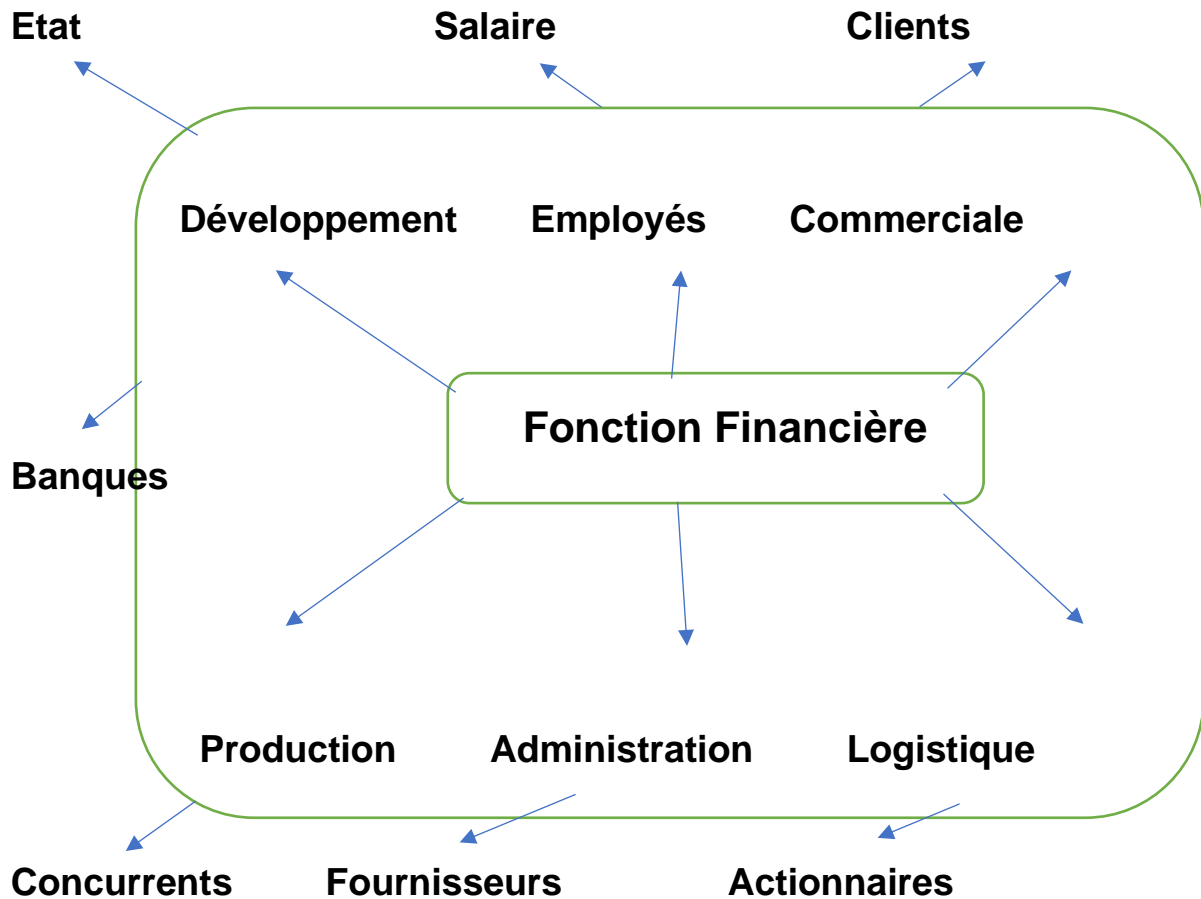 Etat Salaire Clients
Développement Employés Commerciale
Fonction Financière
Banques
Production Administration Logistique
Concurrents Fournisseurs Actionnaires